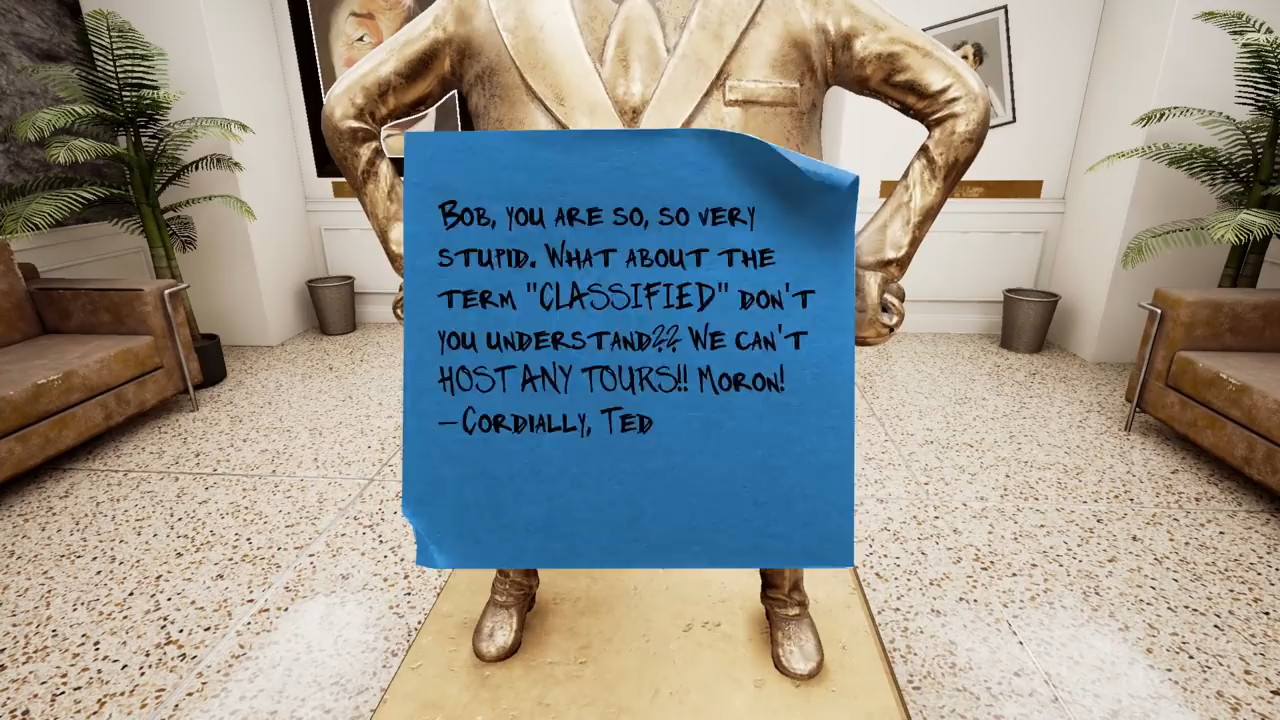 Bob, you are so, so very
stupid. What about the
term "CLASSIFIED" don't
you understand?? We can't
HOST ANY TOURS!! Moron!
–Cordially, Ted